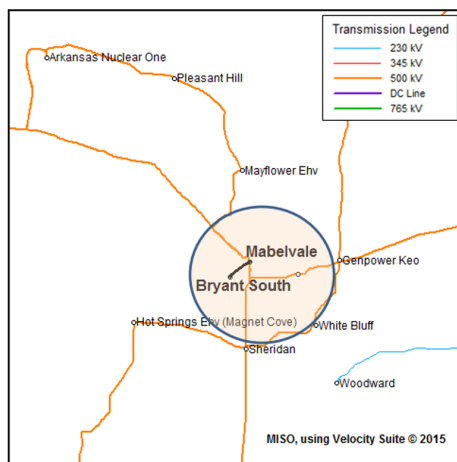 Transmission Legend
230 kV
345 kV
500 kV
DC Line
765 kV
Arkansas Nuclear One
Pleasant Hill
Mayflower Ehv
Mabelvale
Genpower Keo
Bryant South
Hot Springs Ehv (Magnet Cove)
White Bluff
Sheridan
Woodward
MISO, using Velocity Suite © 2015